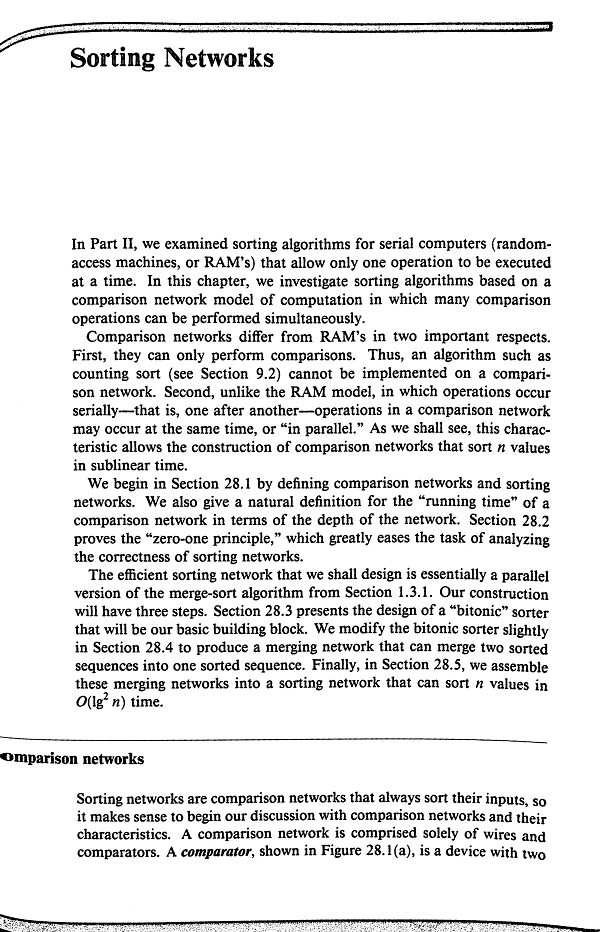 Sorting Networks
In Part II, we examined sorting algorithms for serial computers (random-
access machines, or RAM's) that allow only one operation to be executed
at a time. In this chapter, we investigate sorting algorithms based on a
comparison network model of computation in which many comparison
operations can be performed simultaneously.
Comparison networks differ from RAM's in two important respects.
First, they can only perform comparisons. Thus, an algorithm such as
counting sort (see Section 9.2) cannot be implemented on a compari-
son network. Second, unlike the RAM model, in which operations occur
serially—that is, one after another—operations in a comparison network
may occur at the same time, or “in parallel.” As we shall see, this charac-
teristic allows the construction of comparison networks that sort n values
in sublinear time.
We begin in Section 28.1 by defining comparison networks and sorting
networks. We also give a natural definition for the “running time” of a
comparison network in terms of the depth of the network. Section 28.2
proves the “zero-one principle,” which greatly eases the task of analyzing
the correctness of sorting networks.
The efficient sorting network that we shall design is essentially a parallel
version of the merge-sort algorithm from Section 1.3.1. Our construction
will have three steps. Section 28.3 presents the design of a “bitonic” sorter
that will be our basic building block. We modify the bitonic sorter slightly
in Section 28.4 to produce a merging network that can merge two sorted
sequences into one sorted sequence. Finally, in Section 28.5, we assemble
these merging networks into a sorting network that can sort n values in
O(lg² n) time.
omparison networks
Sorting networks are comparison networks that always sort their inputs, so
it makes sense to begin our discussion with comparison networks and their
characteristics. A comparison network is comprised solely of wires and
comparators. A comparator, shown in Figure 28.1(a), is a device with two